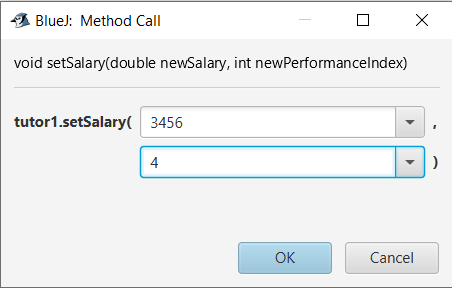 BlueJ: Method Call
void setSalary(double newSalary, int newPerformanceIndex)
tutor1.setSalary( 3456 ,
4 )
OK Cancel